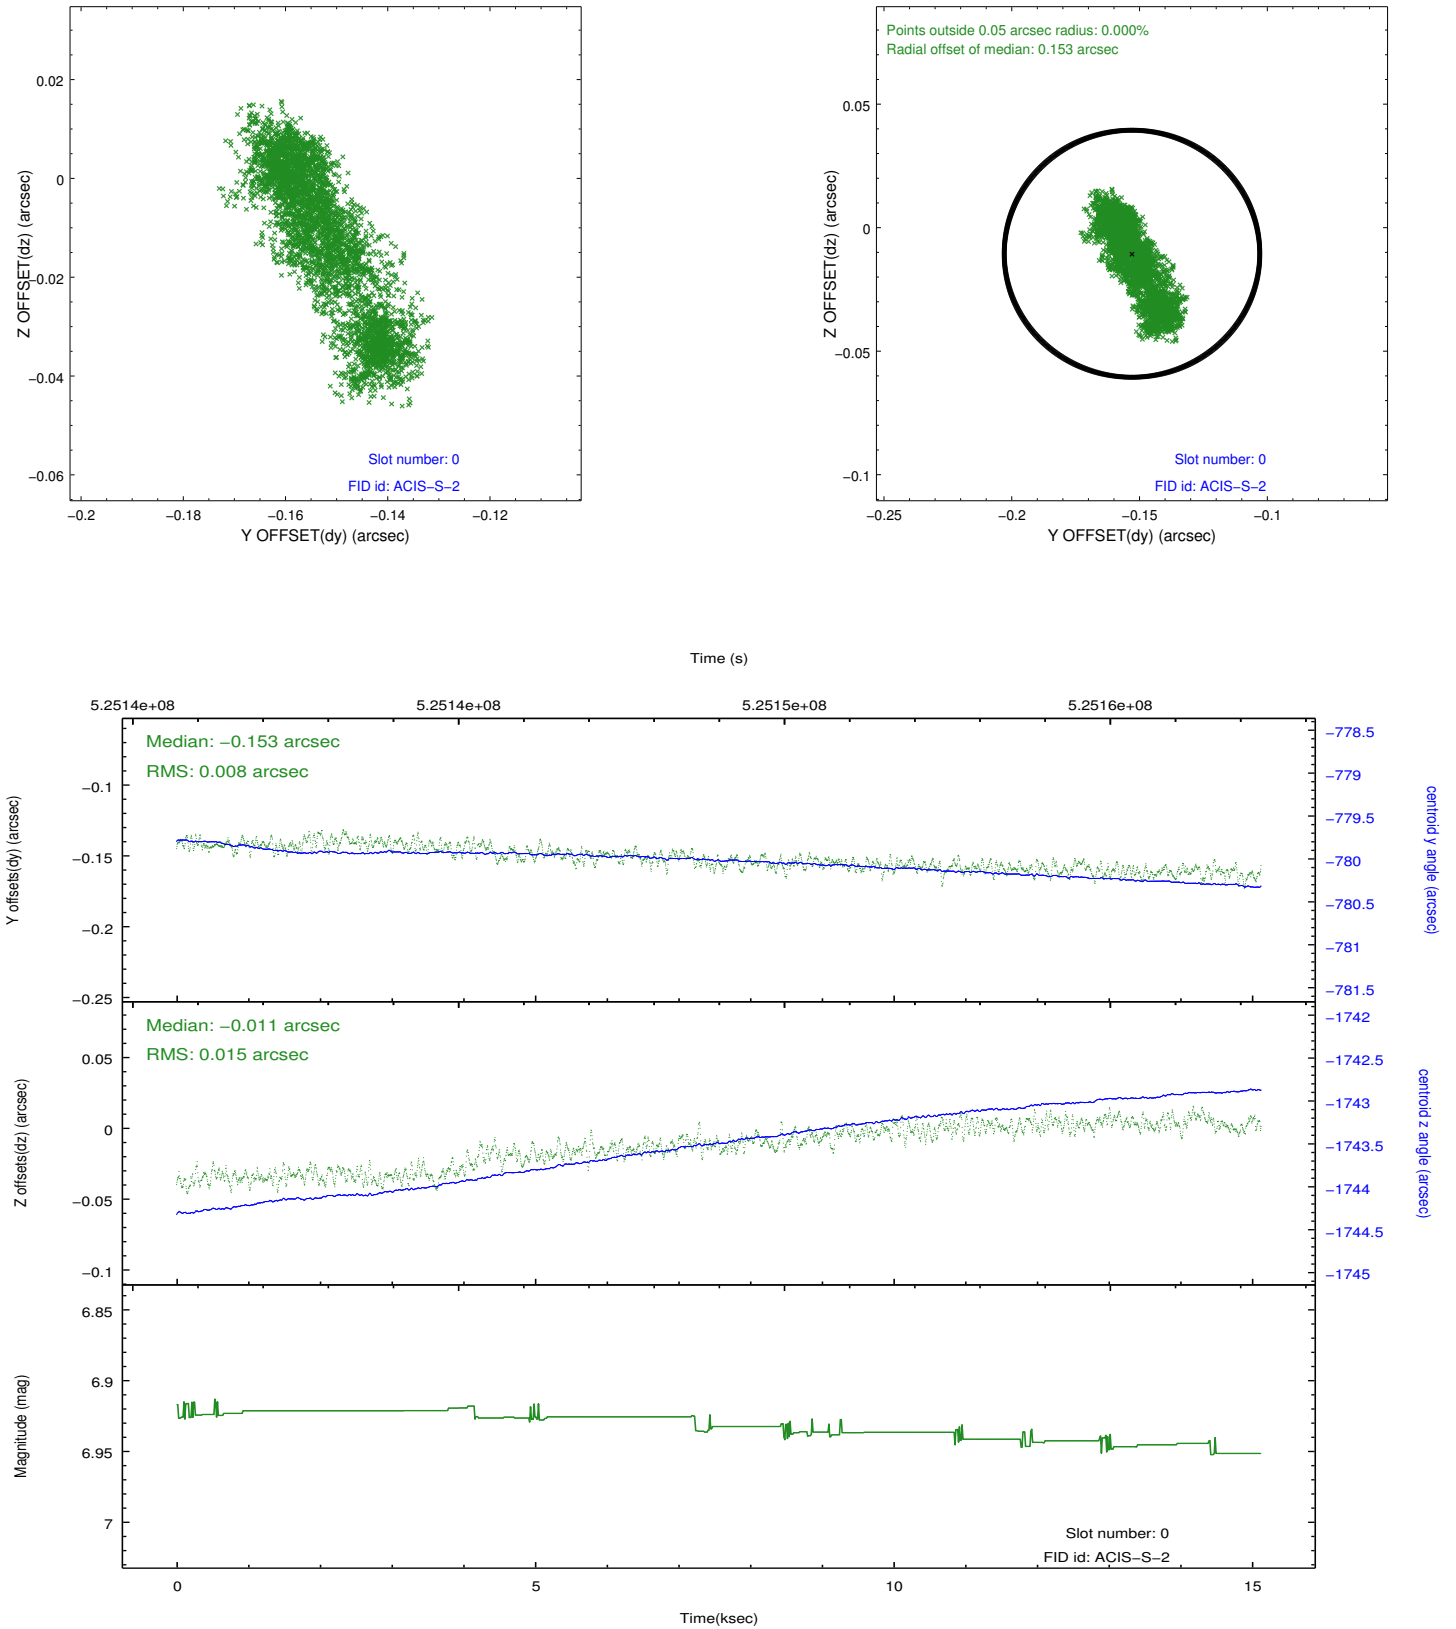 0.02
0
−0.02
−0.04
−0.06
Z OFFSET(dz) (arcsec)
Slot number: 0
FID id: ACIS−S−2
−0.2 −0.18 −0.16 −0.14 −0.12
Y OFFSET(dy) (arcsec)
Points outside 0.05 arcsec radius: 0.000%
Radial offset of median: 0.153 arcsec
0.05
0
−0.05
−0.1
Z OFFSET(dz) (arcsec)
Slot number: 0
FID id: ACIS−S−2
−0.25 −0.2 −0.15 −0.1
Y OFFSET(dy) (arcsec)
Time (s)
5.2514e+08 5.2514e+08 5.2515e+08 5.2516e+08
Median: −0.153 arcsec
RMS: 0.008 arcsec
−0.1
−0.15
−0.2
−0.25
Y offsets(dy) (arcsec)
−778.5
−779
−779.5
−780
−780.5
−781
−781.5
centroid y angle (arcsec)
Median: −0.011 arcsec
RMS: 0.015 arcsec
0.05
0
−0.05
−0.1
Z offsets(dz) (arcsec)
−1742
−1742.5
−1743
−1743.5
−1744
−1744.5
−1745
centroid z angle (arcsec)
6.85
6.9
6.95
7
Magnitude (mag)
Slot number: 0
FID id: ACIS−S−2
0 5 10 15
Time(ksec)